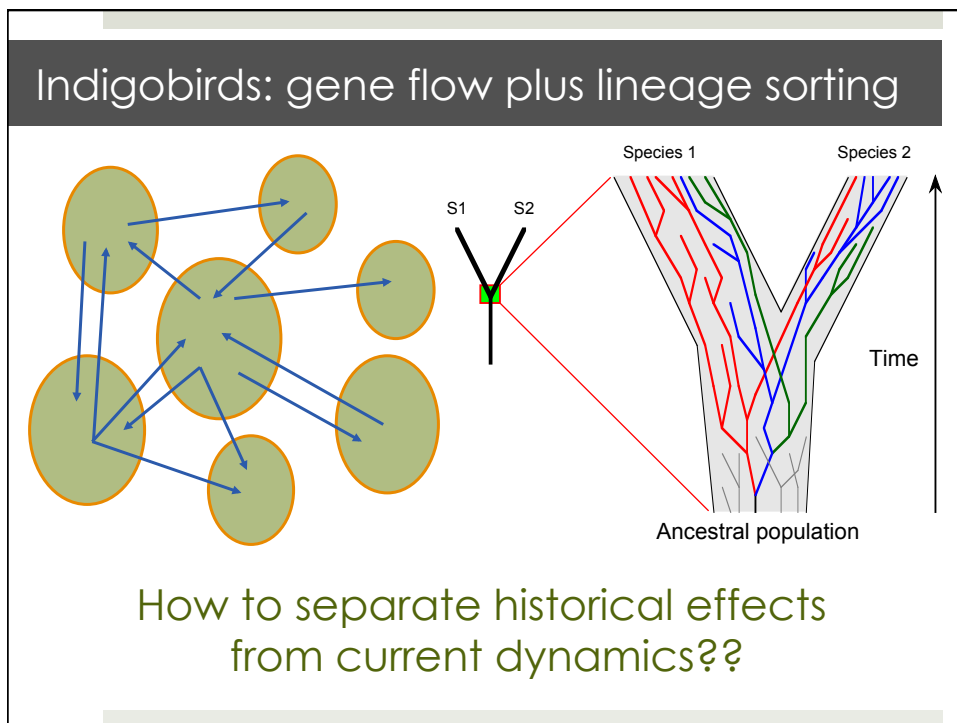 Indigobirds: gene flow plus lineage sorting
Species 1
Species 2
S1
S2
Time
Ancestral population
How to separate historical effects
from current dynamics??